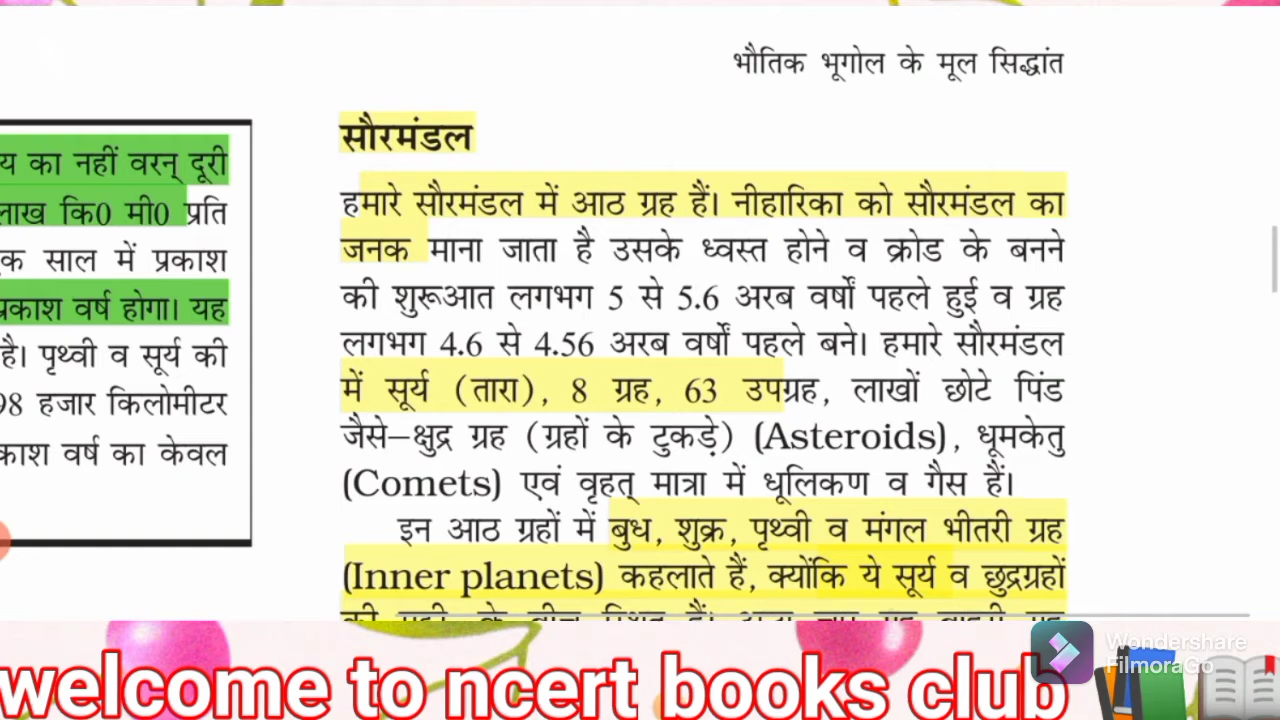 भौतिक भूगोल के मूल सिद्धांत
य का नहीं वरन् दूरी
लाख कि0 मी0 प्रति
क साल में प्रकाश
प्रकाश वर्ष होगा। यह
है। पृथ्वी व सूर्य की
98 हजार किलोमीटर
काश वर्ष का केवल
सौरमंडल
हमारे सौरमंडल में आठ ग्रह हैं। नीहारिका को सौरमंडल का
जनक माना जाता है उसके ध्वस्त होने व क्रोड के बनने
की शुरूआत लगभग 5 से 5.6 अरब वर्षों पहले हुई व ग्रह
लगभग 4.6 से 4.56 अरब वर्षों पहले बने। हमारे सौरमंडल
में सूर्य (तारा), 8 ग्रह, 63 उपग्रह, लाखों छोटे पिंड
जैसे–क्षुद्र ग्रह (ग्रहों के टुकड़े) (Asteroids), धूमकेतु
(Comets) एवं वृहत् मात्रा में धूलिकण व गैस हैं।
इन आठ ग्रहों में बुध, शुक्र, पृथ्वी व मंगल भीतरी ग्रह
(Inner planets) कहलाते हैं, क्योंकि ये सूर्य व छुद्रग्रहों
welcome to ncert books club
Wondershare
FilmoraGo